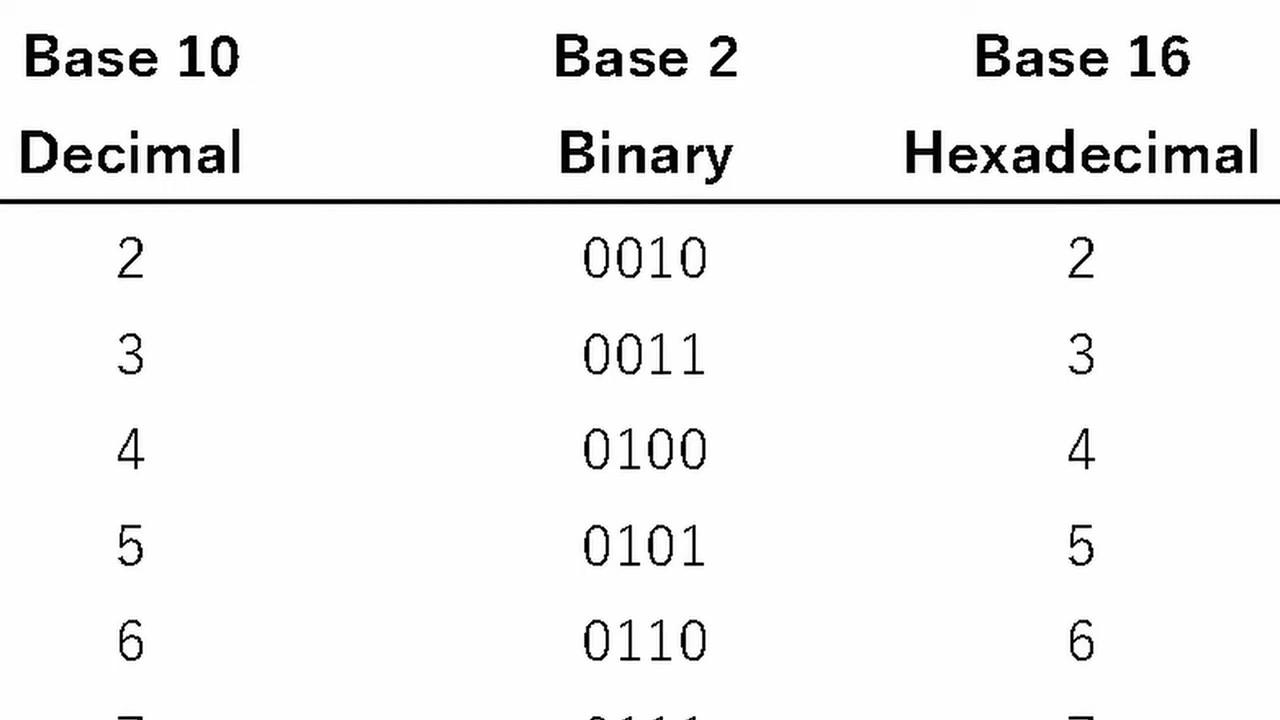 Base 10 Base 2 Base 16
Decimal Binary Hexadecimal
2 0010 2
3 0011 3
4 0100 4
5 0101 5
6 0110 6